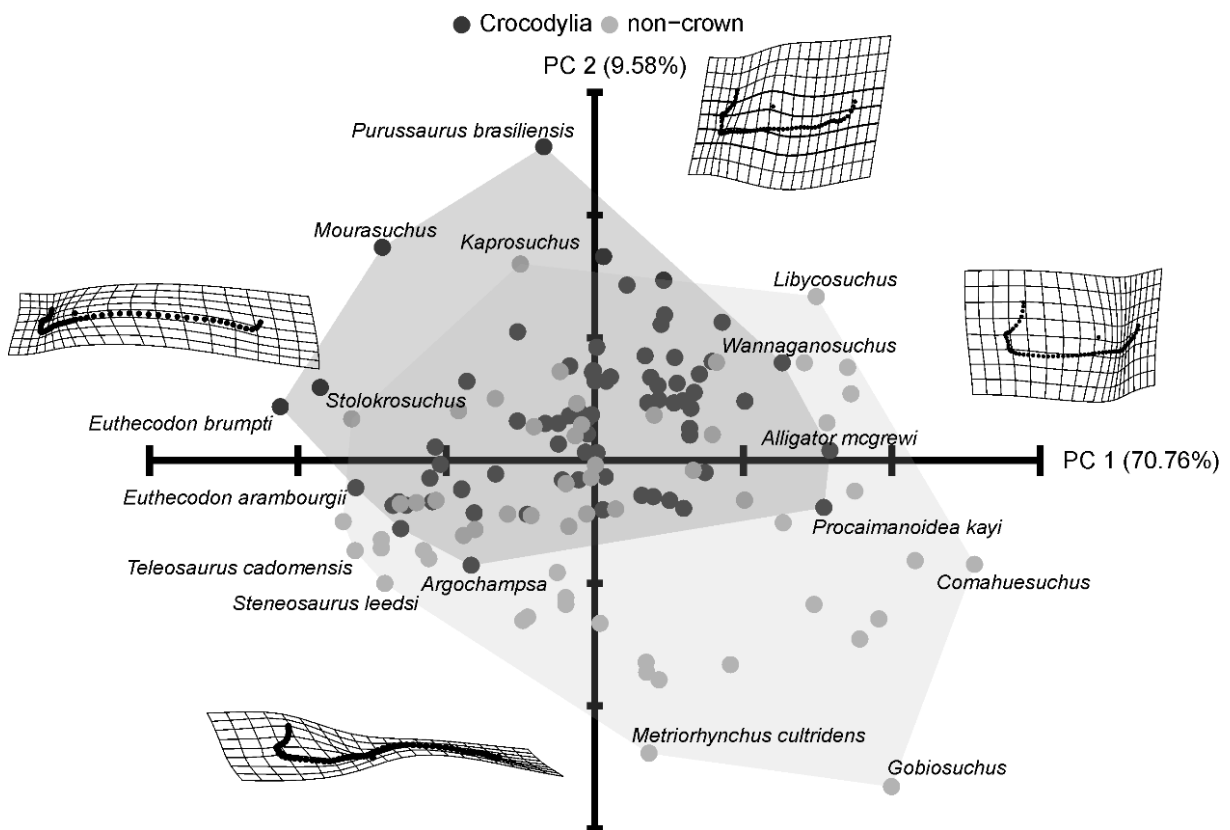 Crocodylia non−crown
PC 2 (9.58%)
Purussaurus brasiliensis
Mourasuchus
Kaprosuchus
Libycosuchus
Wannaganosuchus
Stolokrosuchus
Euthecodon brumpti
Alligator mcgrewi
PC 1 (70.76%)
Euthecodon arambourgii
Procaimanoidea kayi
Teleosaurus cadomensis
Argochampsa
Comahuesuchus
Steneosaurus leedsi
Metriorhynchus cultridens
Gobiosuchus